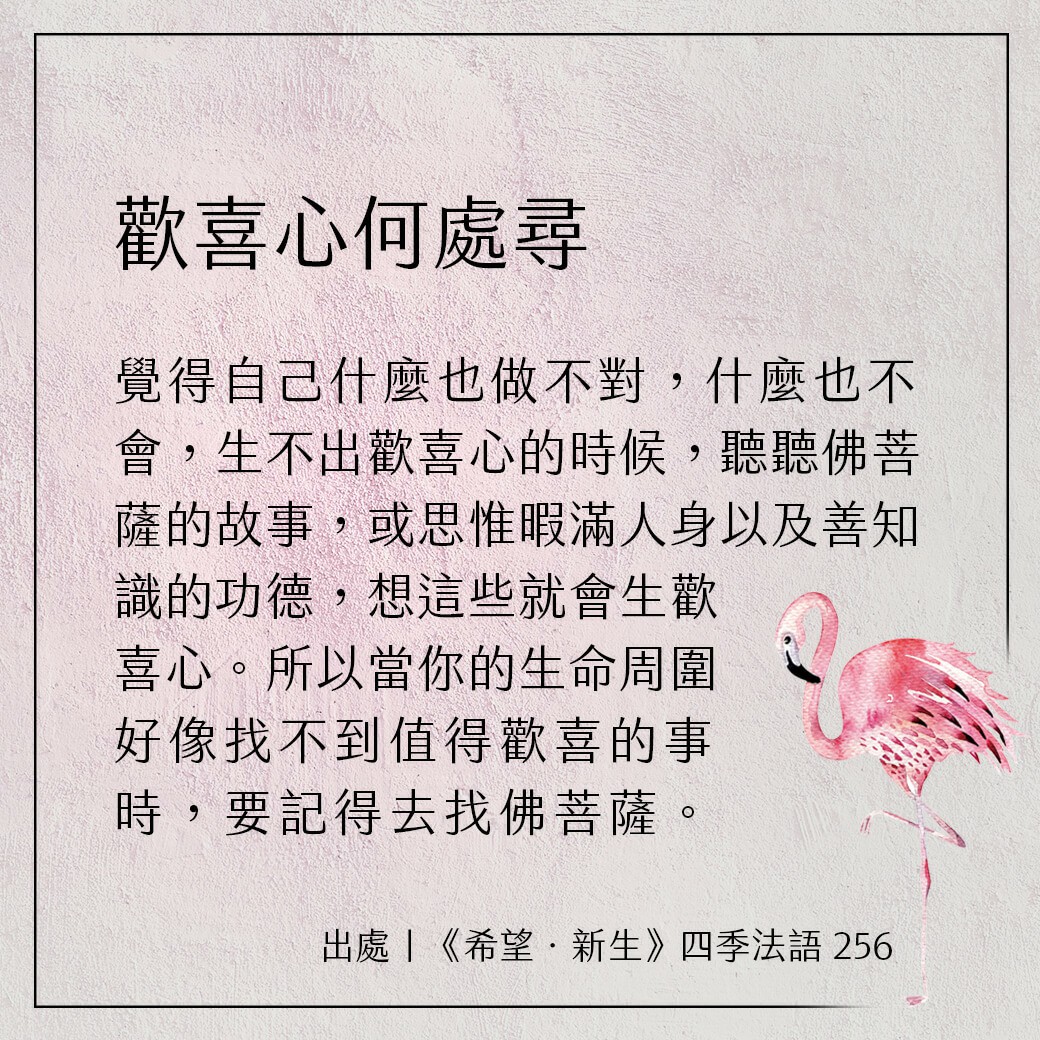 歡喜心何處尋
覺得自己什麼也做不對，什麼也不
會，生不出歡喜心的時候，聽聽佛菩
薩的故事，或思惟暇滿人身以及善知
識的功德，想這些就會生歡
喜心。所以當你的生命周圍
好像找不到值得歡喜的事
時，要記得去找佛菩薩。
出處丨《希望．新生》四季法語 256